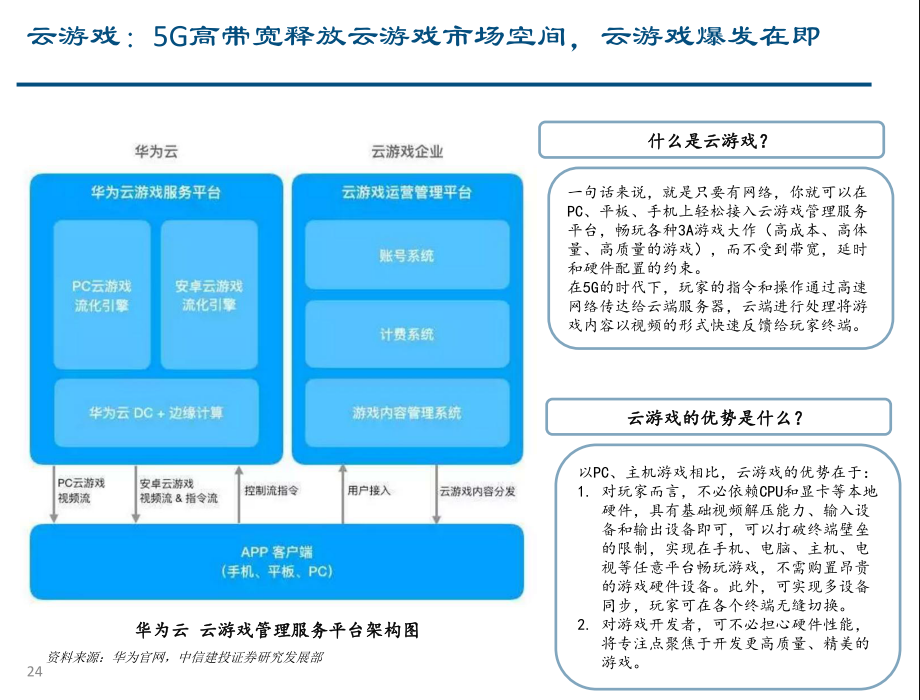 云游戏：5G高带宽释放云游戏市场空间，云游戏爆发在即
华为云
云游戏企业
华为云游戏服务平台
云游戏运营管理平台
PC云游戏
流化引擎
安卓云游戏
流化引擎
华为云 DC + 边缘计算
账号系统
计费系统
游戏内容管理系统
PC云游戏
视频流
安卓云游戏
视频流 & 指令流
控制流指令
用户接入
云游戏内容分发
APP 客户端
（手机、平板、PC）
华为云 云游戏管理服务平台架构图
资料来源：华为官网，中信建投证券研究发展部
24
什么是云游戏？
一句话来说，就是只要有网络，你就可以在
PC、平板、手机上轻松接入云游戏管理服务
平台，畅玩各种3A游戏大作（高成本、高体
量、高质量的游戏），而不受到带宽，延时
和硬件配置的约束。
在5G的时代下，玩家的指令和操作通过高速
网络传达给云端服务器，云端进行处理将游
戏内容以视频的形式快速反馈给玩家终端。
云游戏的优势是什么？
以PC、主机游戏相比，云游戏的优势在于：
1. 对玩家而言，不必依赖CPU和显卡等本地
硬件，具有基础视频解压能力、输入设
备和输出设备即可，可以打破终端壁垒
的限制，实现在手机、电脑、主机、电
视等任意平台畅玩游戏，不需购置昂贵
的游戏硬件设备。此外，可实现多设备
同步，玩家可在各个终端无缝切换。
2. 对游戏开发者，可不必担心硬件性能，
将专注点聚焦于开发更高质量、精美的
游戏。